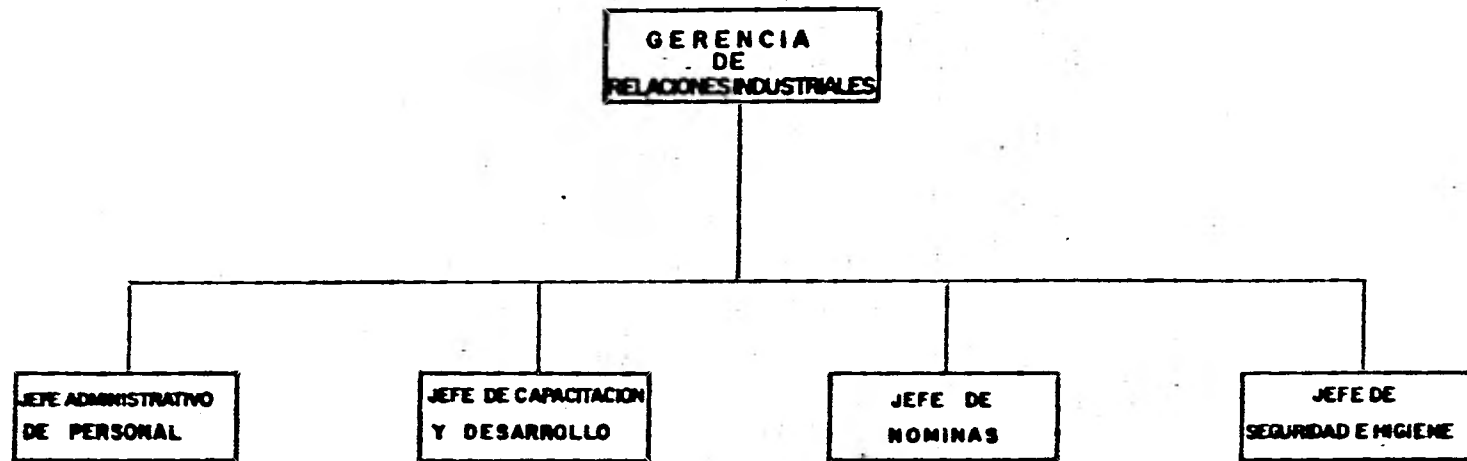 GERENCIA
DE
RELACIONES INDUSTRIALES
JEFE ADMINISTRATIVO
DE PERSONAL
JEFE DE CAPACITACION
Y DESARROLLO
JEFE DE
NOMINAS
JEFE DE
SEGURIDAD E HIGIENE